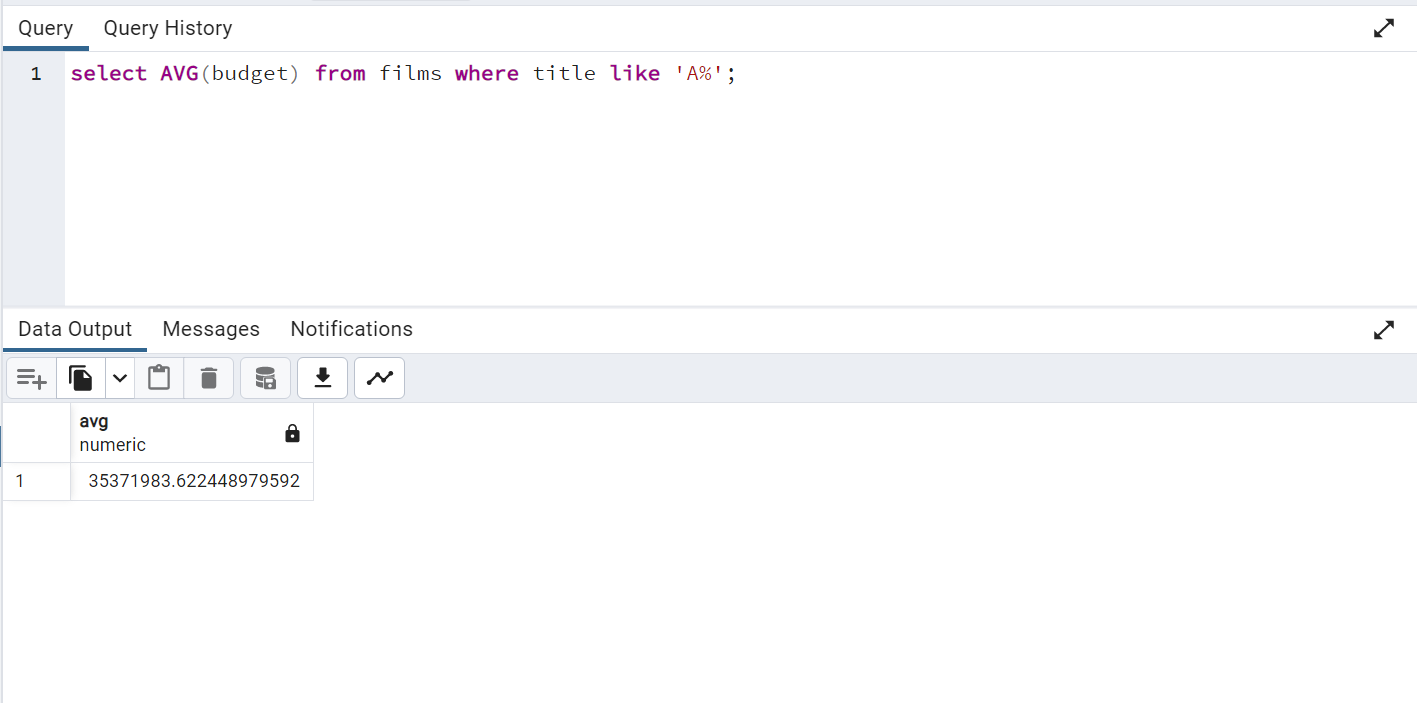 Query Query History
1 select AVG(budget) from films where title like 'A%';
Data Output Messages Notifications
avg
numeric
1 35371983.622448979592